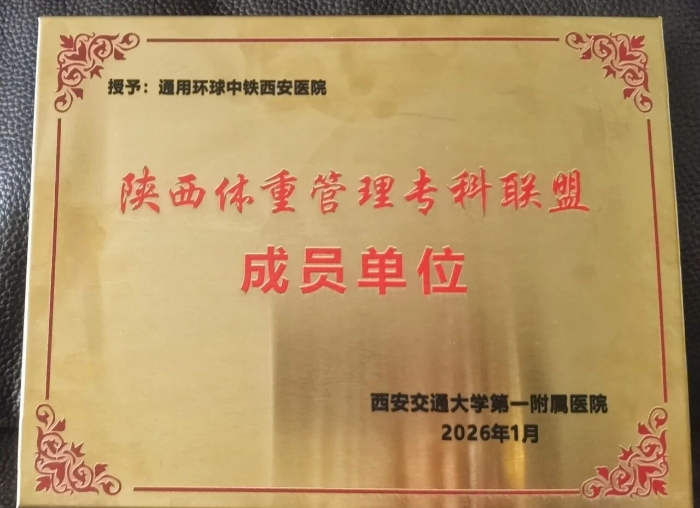 授予：通用环球中铁西安医院
陕西体重管理专科联盟
成员单位
西安交通大学第一附属医院
2026年1月